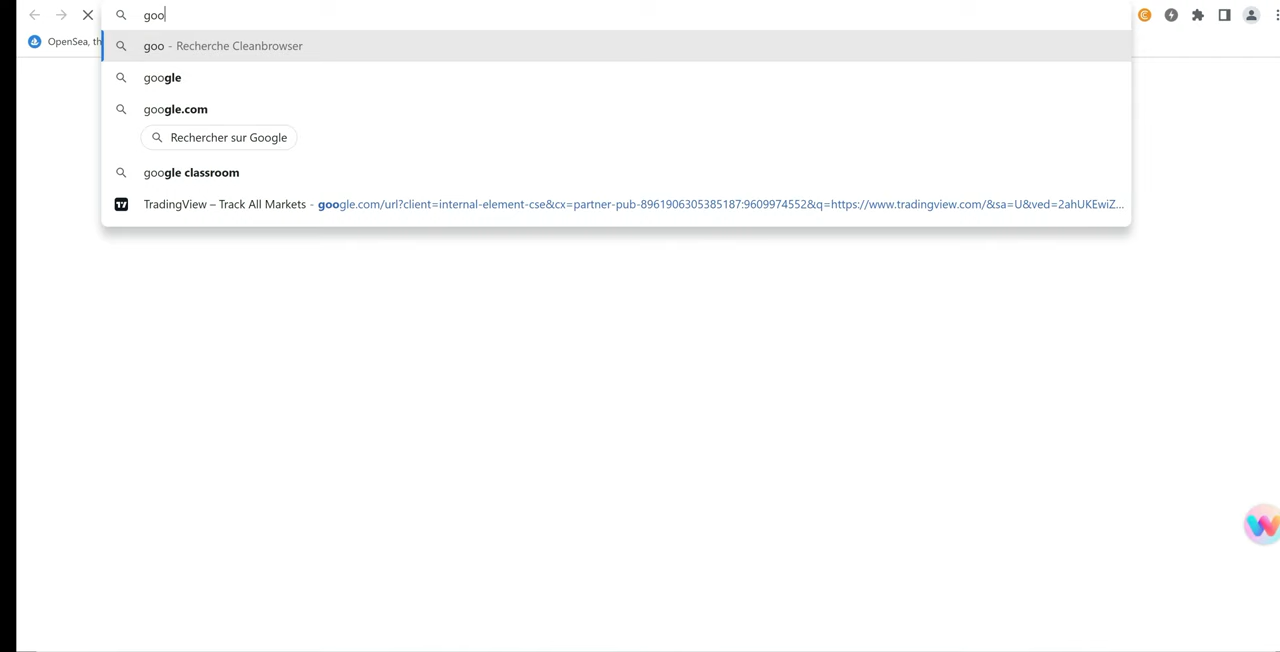 goo
OpenSea, th
goo - Recherche Cleanbrowser
google
google.com
Rechercher sur Google
google classroom
TradingView – Track All Markets - google.com/url?client=internal-element-cse&cx=partner-pub-8961906305385187:9609974552&q=https://www.tradingview.com/&sa=U&ved=2ahUKEwiZ...